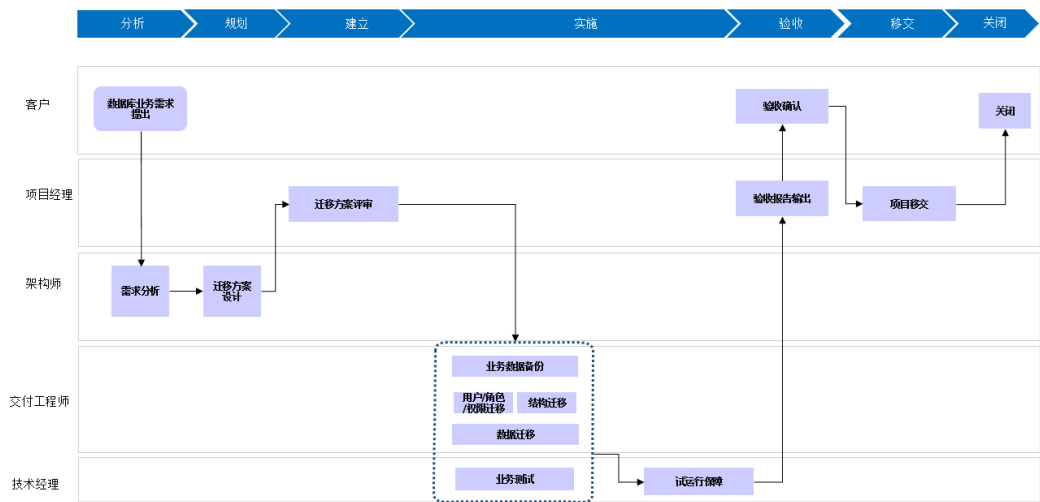 分析 规划 建立 实施 验收 移交 关闭
客户
数据库业务需求
提出
验收确认
关闭
项目经理
迁移方案评审
验收报告输出
项目移交
架构师
需求分析
迁移方案
设计
交付工程师
业务数据备份
用户/角色
/权限迁移
结构迁移
数据迁移
技术经理
业务测试
试运行保障